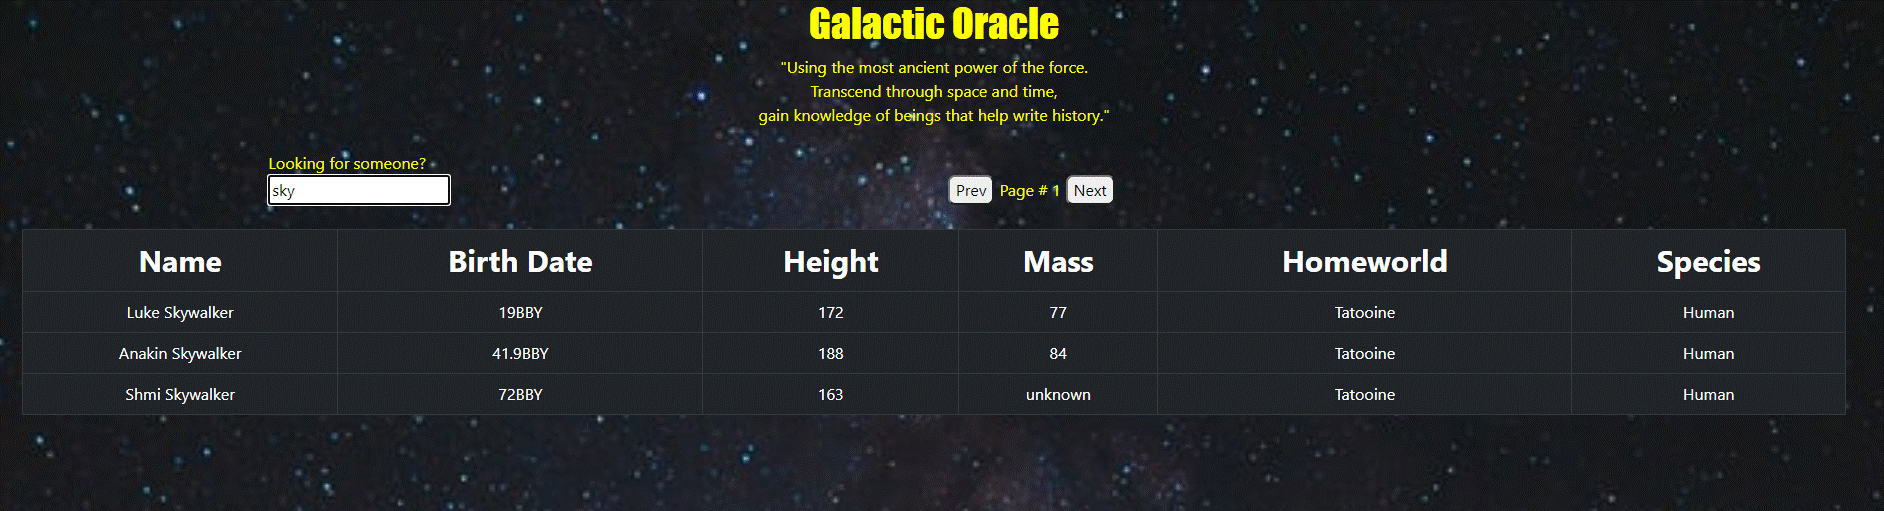 Galactic Oracle
"Using the most ancient power of the force.
Transcend through space and time,
gain knowledge of beings that help write history."
Looking for someone?
sky
Prev Page # 1 Next
Name Birth Date Height Mass Homeworld Species
Luke Skywalker 19BBY 172 77 Tatooine Human
Anakin Skywalker 41.9BBY 188 84 Tatooine Human
Shmi Skywalker 72BBY 163 unknown Tatooine Human